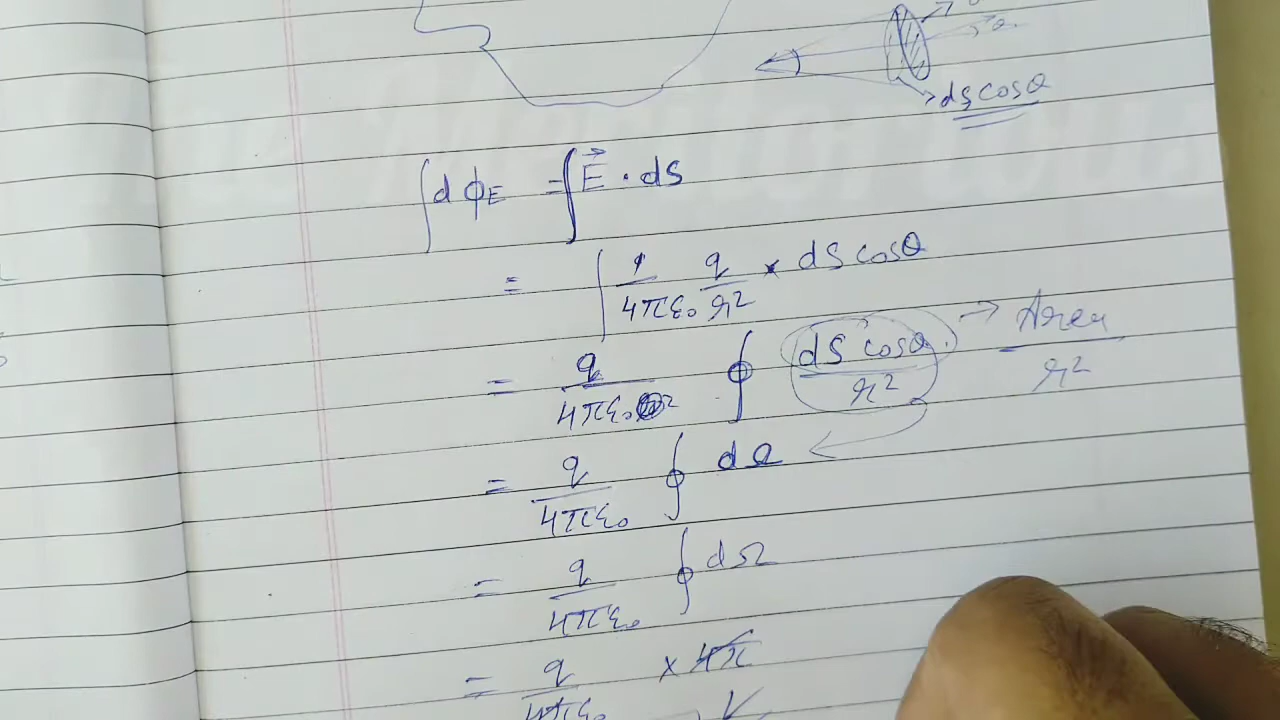 ds cosθ
∫dϕ_E = ∫E⃗ · dS
= ∫ 1/4πε₀ q/r² × dS cosθ
= q/4πε₀ ∮ dS cosθ/r² → Area/r²
= q/4πε₀ ∮ dΩ
= q/4πε₀ ∮ dΩ
= q/4πε₀ × 4π